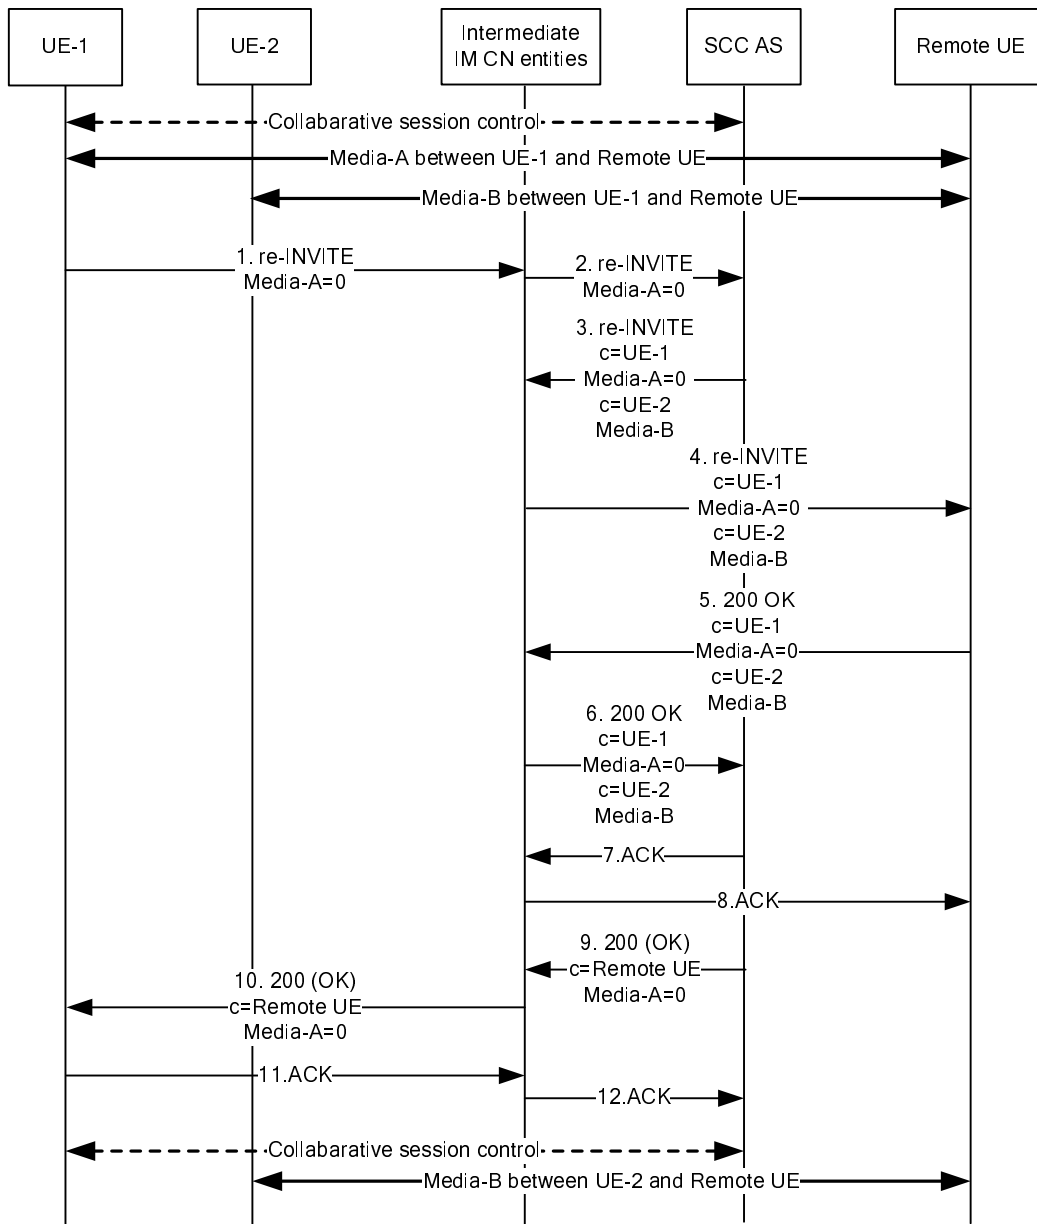 UE-1
UE-2
Intermediate
IM CN entities
SCC AS
Remote UE
Collabarative session control
Media-A between UE-1 and Remote UE
Media-B between UE-1 and Remote UE
1. re-INVITE
Media-A=0
2. re-INVITE
Media-A=0
3. re-INVITE
c=UE-1
Media-A=0
c=UE-2
Media-B
4. re-INVITE
c=UE-1
Media-A=0
c=UE-2
Media-B
5. 200 OK
c=UE-1
Media-A=0
c=UE-2
Media-B
6. 200 OK
c=UE-1
Media-A=0
c=UE-2
Media-B
7.ACK
8.ACK
9. 200 (OK)
c=Remote UE
Media-A=0
10. 200 (OK)
c=Remote UE
Media-A=0
11.ACK
12.ACK
Collabarative session control
Media-B between UE-2 and Remote UE